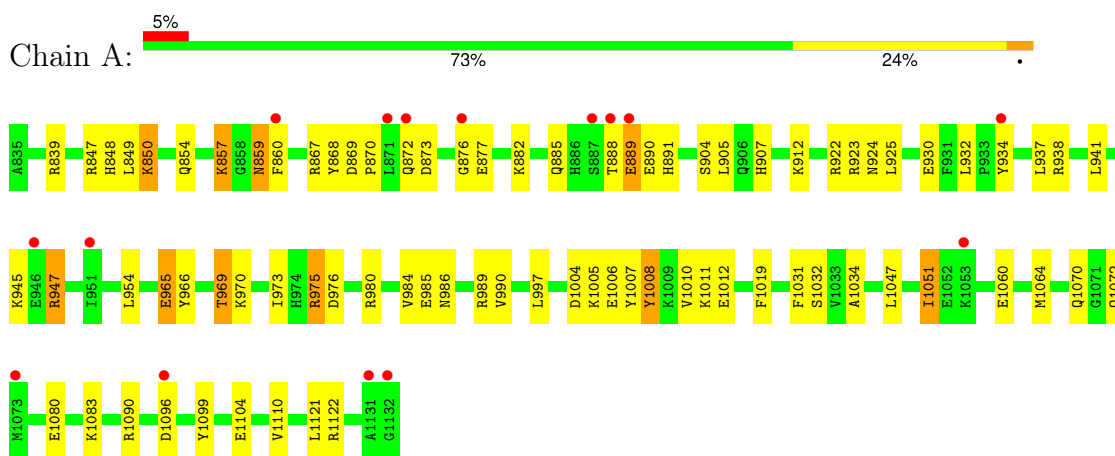 5%
Chain A:
73% 24% •
A835 R839 R847 H848 L849 K850 Q854 K857 G858 N859 F860 R867 Y868 D869 P870 L871 Q872 D873 G876 E877 K882 Q885 H886 S887 T888 E889 E890 H891 S904 L905 Q906 H907 K912 R922 R923 N924 L925 E930 F931 L932 P933 Y934 L937 R938 L941
K945 E946 R947 I951 L954 E965 Y966 T969 K970 I973 H974 R975 D976 R980 V984 E985 N986 R989 V990 L997 D1004 K1005 E1006 Y1007 Y1008 K1009 V1010 K1011 E1012 F1019 F1031 S1032 V1033 A1034 L1047 I1051 E1052 K1053 E1060 M1064 Q1070 G1071
M1073 E1080 K1083 R1090 D1096 Y1099 E1104 V1110 L1121 R1122 A1131 G1132